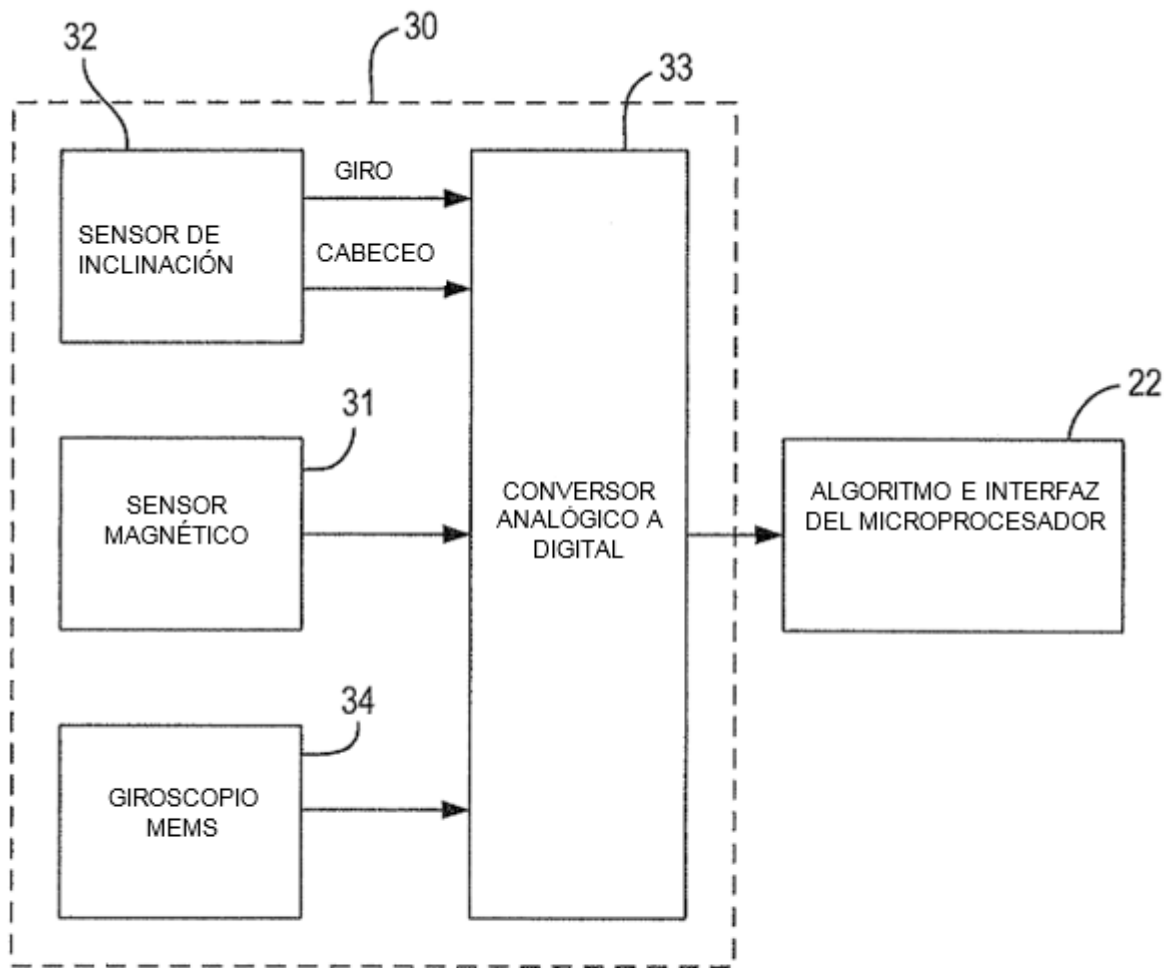 30
32
33
GIRO
SENSOR DE
INCLINACIÓN
CABECEO
31
22
SENSOR
MAGNÉTICO
CONVERSOR
ANALÓGICO A
DIGITAL
ALGORITMO E INTERFAZ
DEL MICROPROCESADOR
34
GIROSCOPIO
MEMS